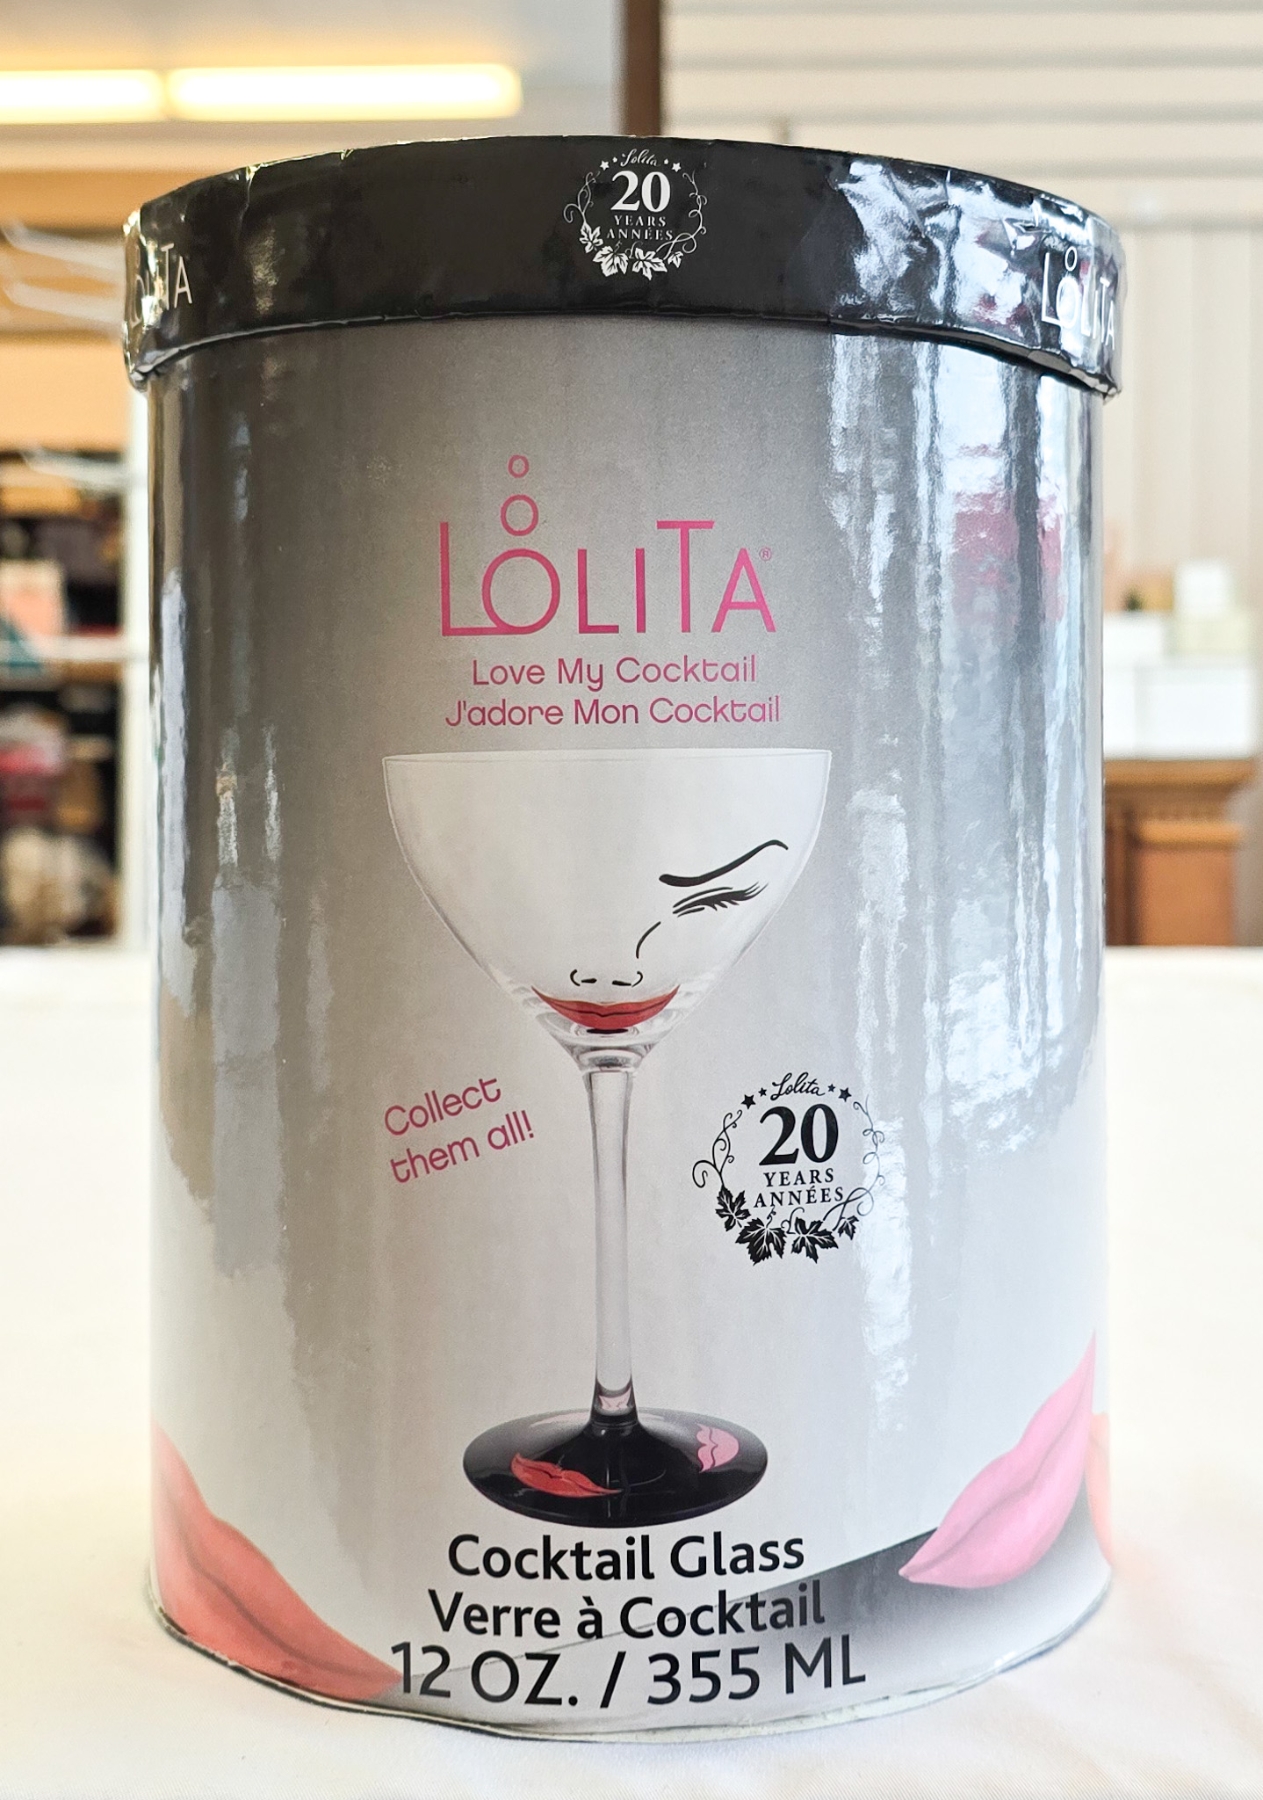 Lolita
20
YEARS
ANNÉES
LOLITA
LOLITA
LOLITA®
Love My Cocktail
J'adore Mon Cocktail
Collect
them all!
Lolita
20
YEARS
ANNÉES
Cocktail Glass
Verre à Cocktail
12 OZ. / 355 ML